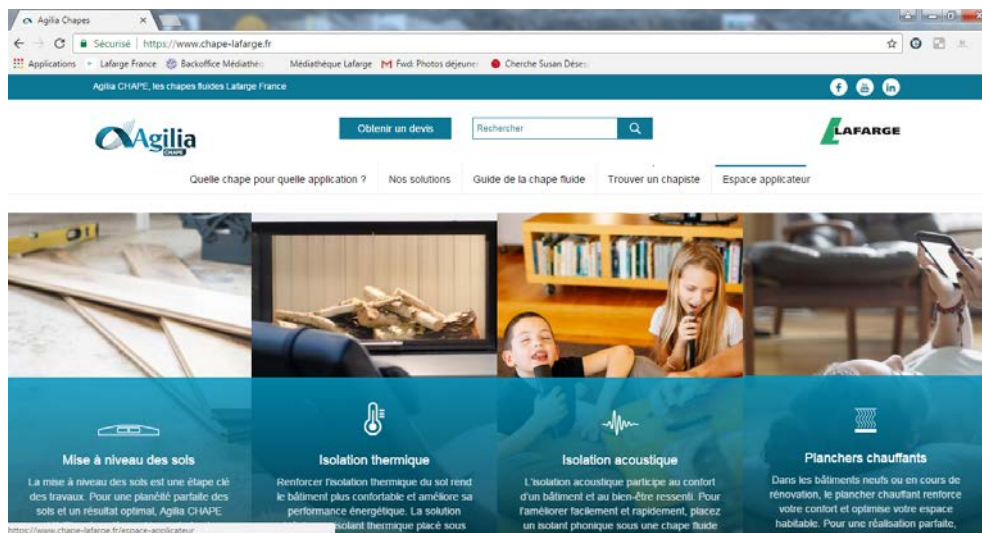 Agilia Chapes
Sécurisé | https://www.chape-lafarge.fr
Applications Lafarge France Backoffice Médiathè Médiathèque Lafarge Fwd: Photos déjeuner Cherche Susan Dése
Agilia CHAPE, les chapes fluides Lafarge France
Agilia
CHAPE
Obtenir un devis
Rechercher
LAFARGE
Quelle chape pour quelle application ? Nos solutions Guide de la chape fluide Trouver un chapiste Espace applicateur
Mise à niveau des sols
La mise à niveau des sols est une étape clé
des travaux. Pour une planéité parfaite des
sols et un résultat optimal, Agilia CHAPE
Isolation thermique
Renforcer l'isolation thermique du sol rend
le bâtiment plus confortable et améliore sa
performance énergétique. La solution
isolant thermique placé sous
Isolation acoustique
L'isolation acoustique participe au confort
d'un bâtiment et au bien-être ressenti. Pour
l'améliorer facilement et rapidement, placez
un isolant phonique sous une chape fluide
Planchers chauffants
Dans les bâtiments neufs ou en cours de
rénovation, le plancher chauffant renforce
votre confort et optimise votre espace
habitable. Pour une réalisation parfaite,
https://www.chape-lafarge.fr/espace-applicateur